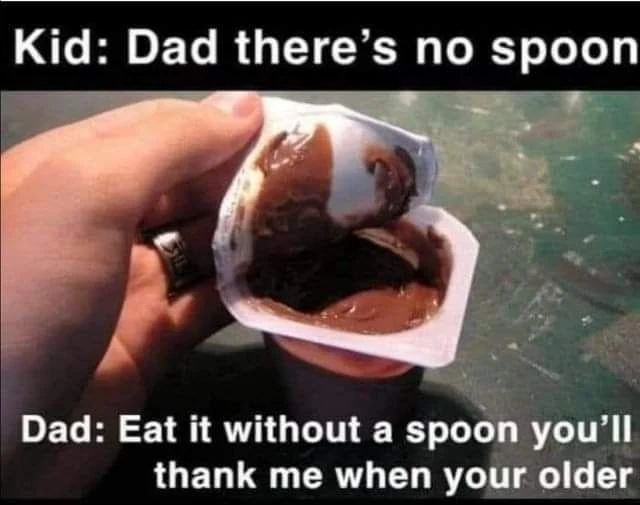 Kid: Dad there's no spoon
Dad: Eat it without a spoon you'll
thank me when your older